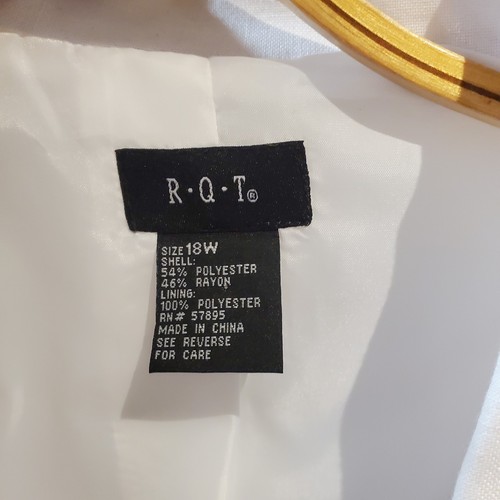 R·Q·T®
SIZE 18W
SHELL:
54% POLYESTER
46% RAYON
LINING:
100% POLYESTER
RN# 57895
MADE IN CHINA
SEE REVERSE
FOR CARE